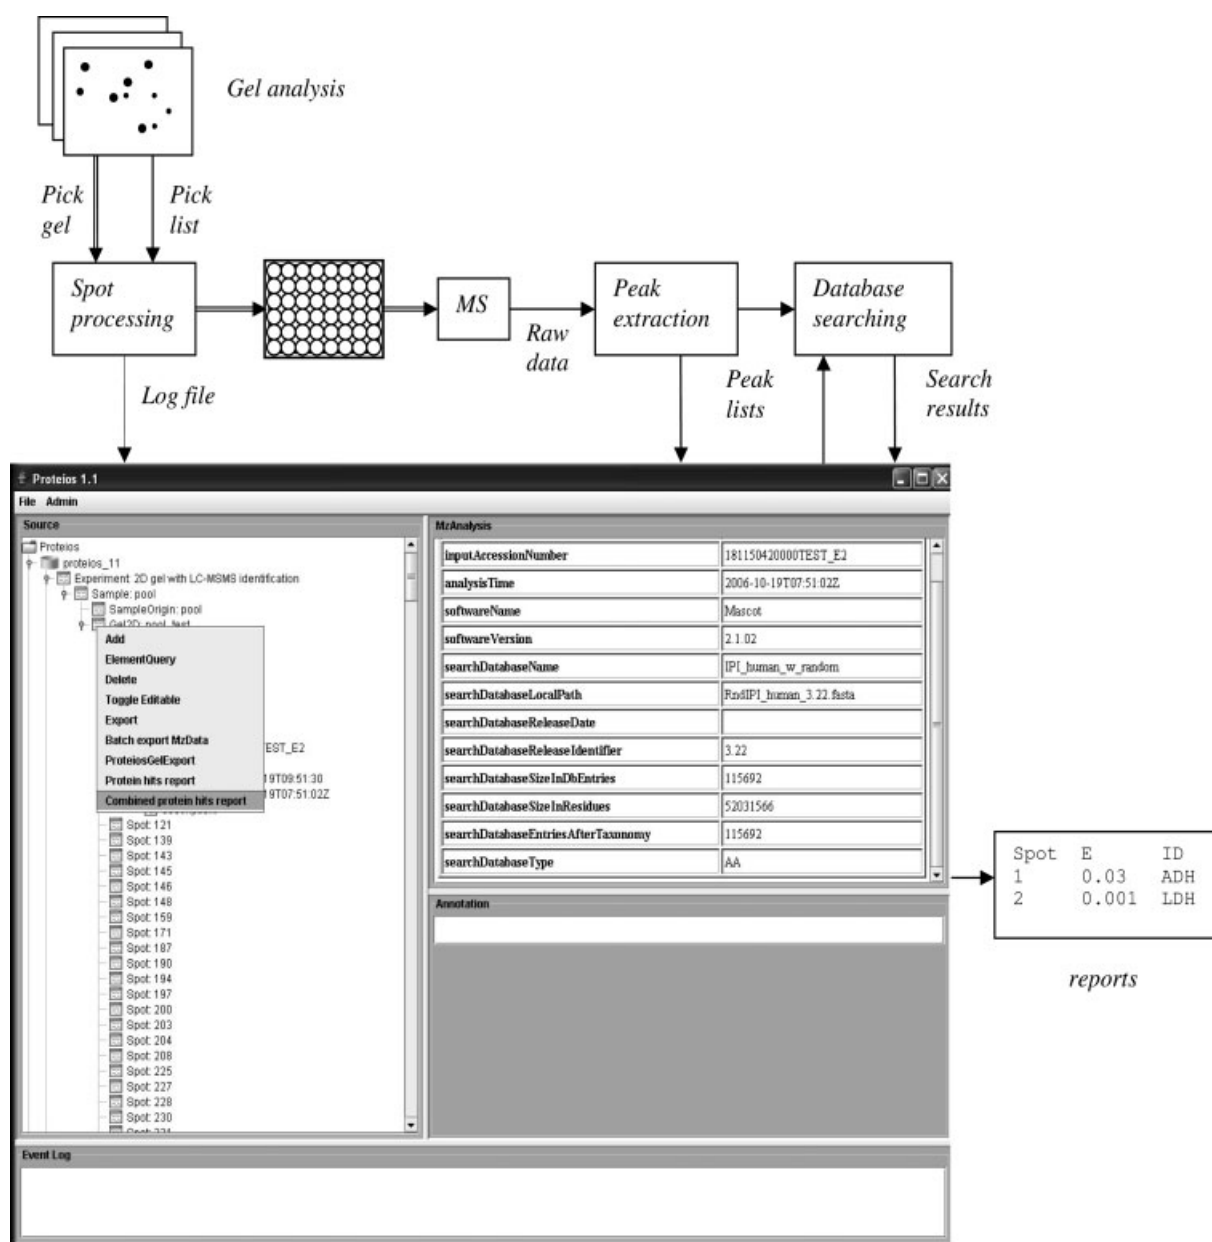 Gel analysis
Pick
gel
Pick
list
Spot
processing
MS
Raw
data
Peak
extraction
Database
searching
Log file
Peak
lists
Search
results
Proteios 1.1
File Admin
Source
Proteios
proteios_11
Experiment: 2D gel with LC-MSMS identification
Sample: pool
SampleOrigin: pool
Gel2D: pool_test
Add
ElementQuery
Delete
Toggle Editable
Export
Batch export MzData
ProteiosGelExport
Protein hits report
Combined protein hits report
TEST_E2
19T09:51:30
19T07:51:02Z
Spot: 121
Spot: 139
Spot: 143
Spot: 145
Spot: 146
Spot: 148
Spot: 159
Spot: 171
Spot: 187
Spot: 190
Spot: 194
Spot: 197
Spot: 200
Spot: 203
Spot: 204
Spot: 208
Spot: 225
Spot: 227
Spot: 228
Spot: 230
MzAnalysis
inputAccessionNumber 181150420000TEST_E2
analysisTime 2006-10-19T07:51:02Z
softwareName Mascot
softwareVersion 2.1.02
searchDatabaseName IPI_human_w_random
searchDatabaseLocalPath RndIPI_human_3.22.fasta
searchDatabaseReleaseDate
searchDatabaseReleaseIdentifier 3.22
searchDatabaseSizeInDbEntries 115692
searchDatabaseSizeInResidues 52031566
searchDatabaseEntriesAfterTaxonomy 115692
searchDatabaseType AA
Annotation
Event Log
Spot E ID
1 0.03 ADH
2 0.001 LDH
reports